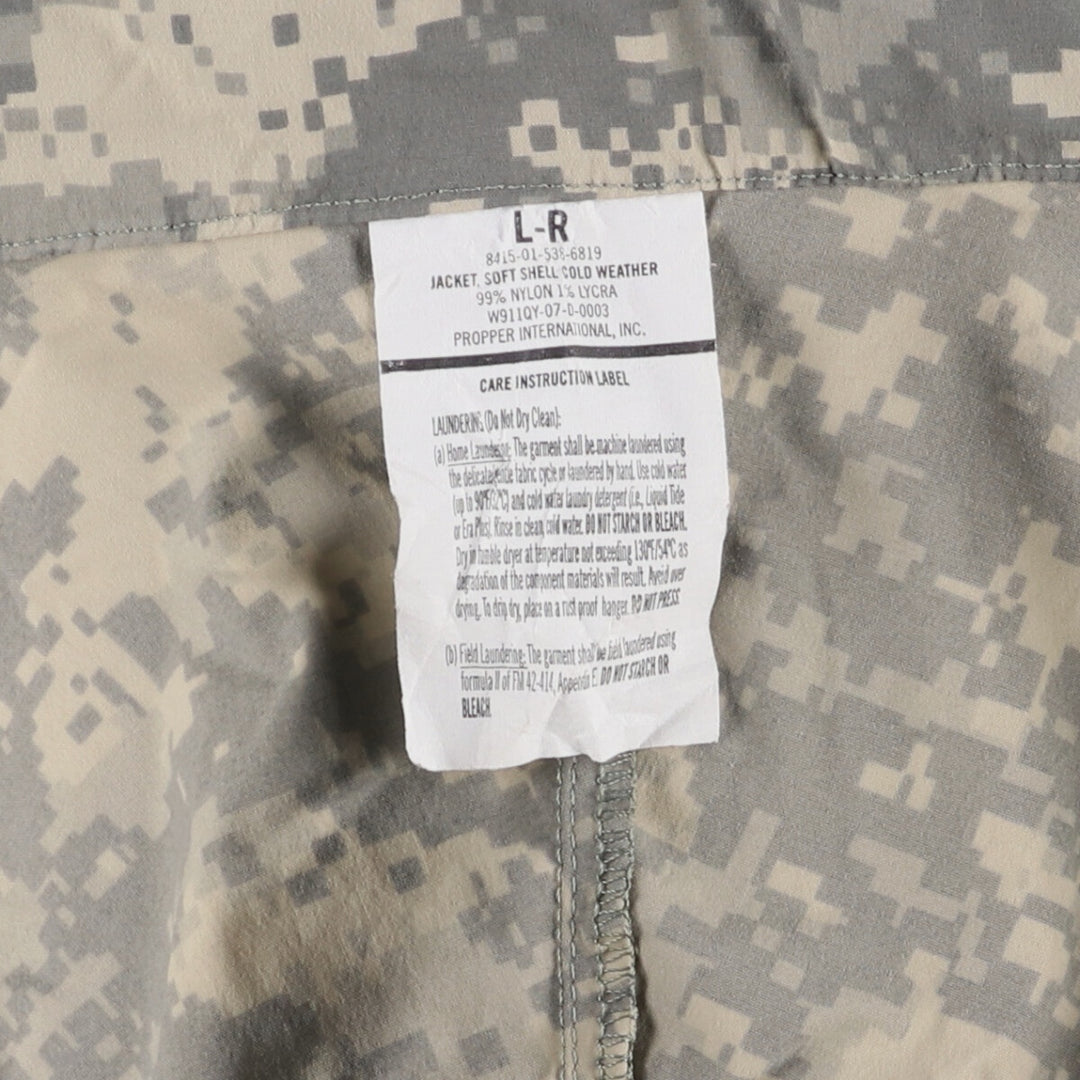 L-R
8415-01-538-6819
JACKET, SOFT SHELL COLD WEATHER
99% NYLON 1% LYCRA
W911QY-07-D-0003
PROPPER INTERNATIONAL, INC.
CARE INSTRUCTION LABEL
LAUNDERING (Do Not Dry Clean):
(a) Home Laundering: The garment shall be machine laundered using
the delicate/gentle fabric cycle or laundered by hand. Use cold water
(up to 90°F/32°C) and cold water laundry detergent (i.e., Liquid Tide
or Era Plus). Rinse in clean, cold water. DO NOT STARCH OR BLEACH.
Dry in tumble dryer at temperature not exceeding 130°F/54°C as
degradation of the component materials will result. Avoid over
drying. To drip dry, place on a rust proof hanger. DO NOT PRESS.
(b) Field Laundering: The garment shall be field laundered using
formula II of FM 42-414, Appendix E. DO NOT STARCH OR
BLEACH.